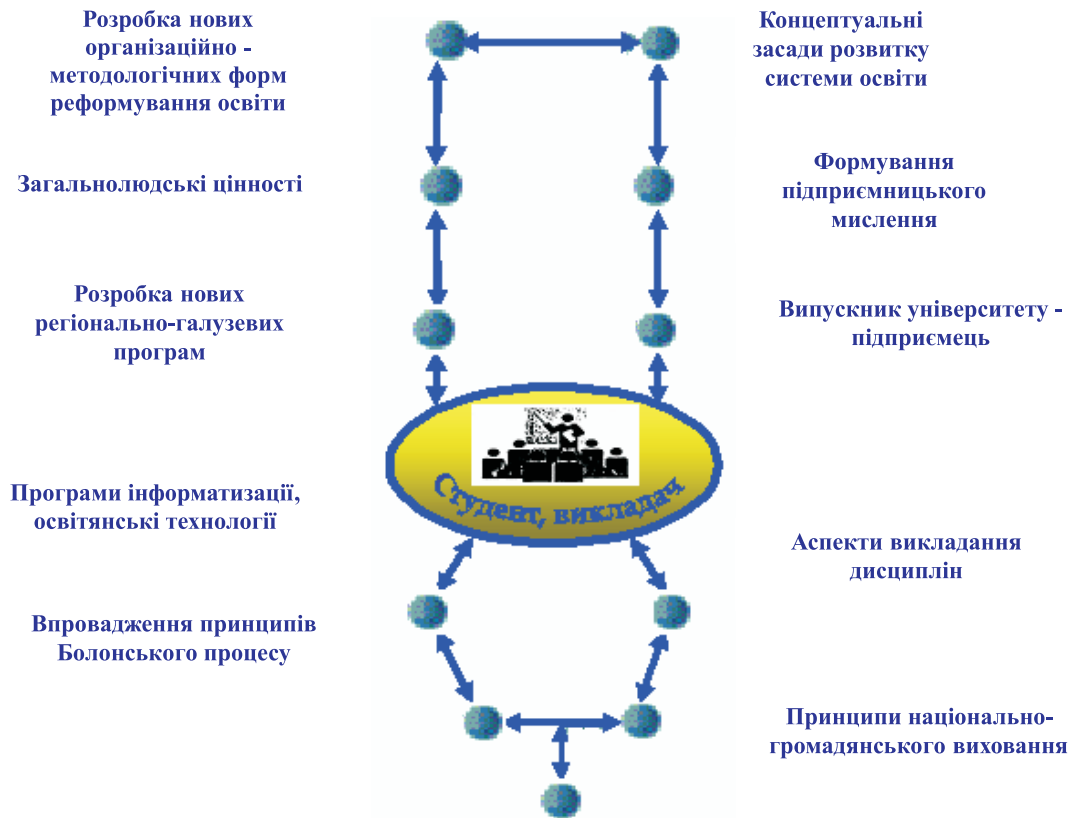 Розробка нових
організаційно -
методологічних форм
реформування освіти
Загальнолюдські цінності
Розробка нових
регіонально-галузевих
програм
Програми інформатизації,
освітянські технології
Впровадження принципів
Болонського процесу
Студент, викладач
Концептуальні
засади розвитку
системи освіти
Формування
підприємницького
мислення
Випускник університету -
підприємець
Аспекти викладання
дисциплін
Принципи національно-
громадянського виховання